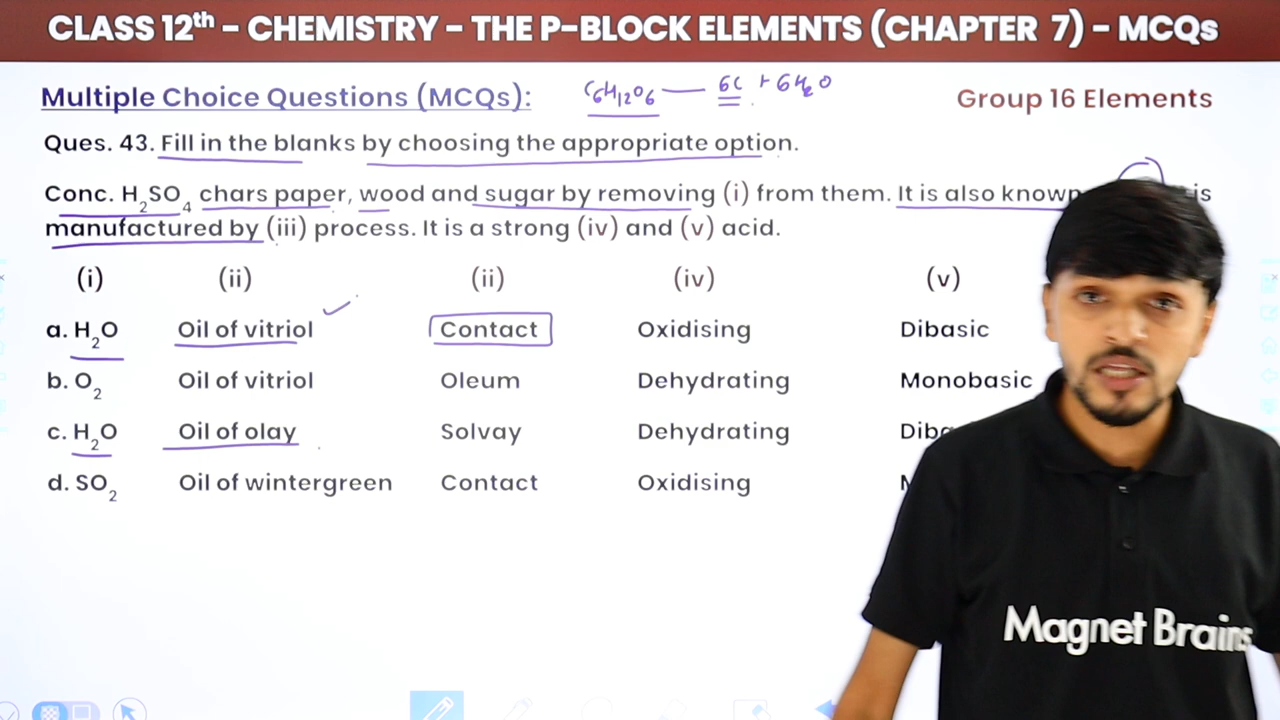 CLASS 12th - CHEMISTRY - THE P-BLOCK ELEMENTS (CHAPTER 7) - MCQs
Multiple Choice Questions (MCQs): C6H12O6 — 6C + 6H2O Group 16 Elements
Ques. 43. Fill in the blanks by choosing the appropriate option.
Conc. H2SO4 chars paper, wood and sugar by removing (i) from them. It is also known is
manufactured by (iii) process. It is a strong (iv) and (v) acid.
(i) (ii) (ii) (iv) (v)
a. H2O Oil of vitriol Contact Oxidising Dibasic
b. O2 Oil of vitriol Oleum Dehydrating Monobasic
c. H2O Oil of olay Solvay Dehydrating
d. SO2 Oil of wintergreen Contact Oxidising
Magnet Brains